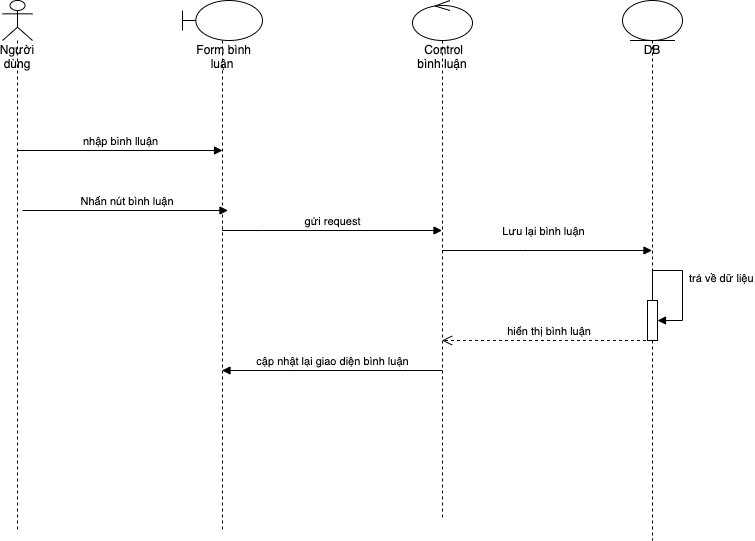 Người
dùng
Form bình
luận
Control
bình luận
DB
nhập bình lluận
Nhấn nút bình luận
gửi request
Lưu lại bình luận
trả về dữ liệu
hiển thị bình luận
cập nhật lại giao diện bình luận